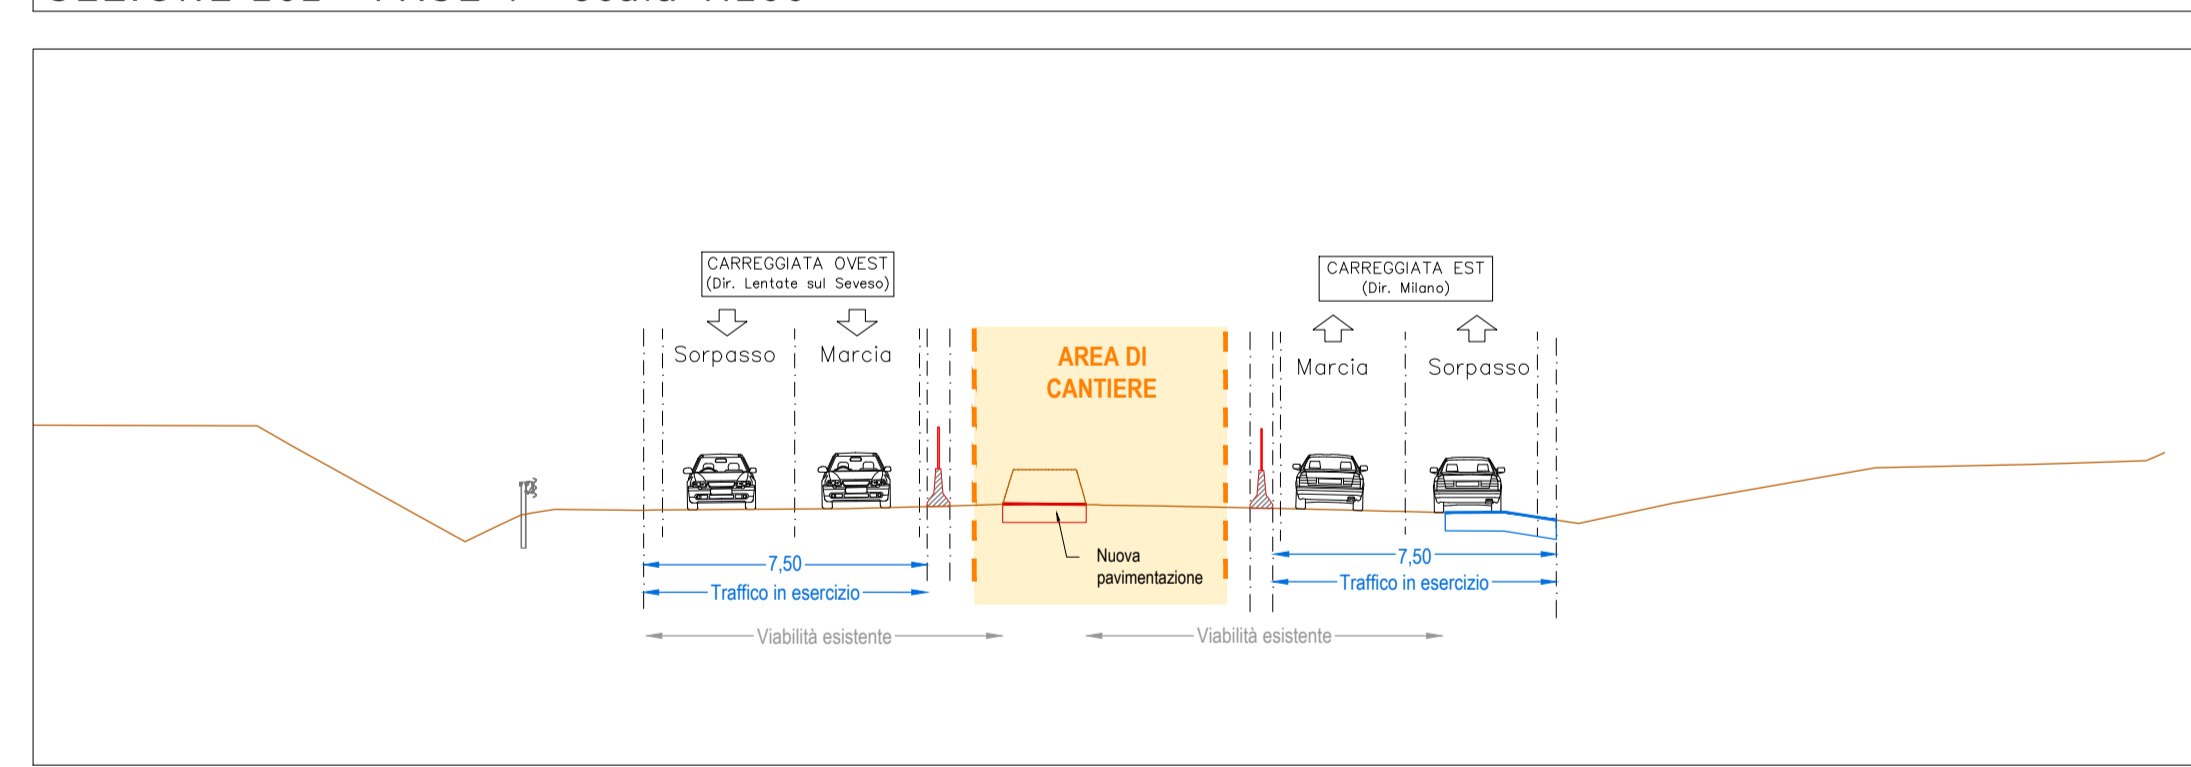 CARREGGIATA OVEST
(Dir. Lentate sul Seveso)
CARREGGIATA EST
(Dir. Milano)
Sorpasso
Marcia
AREA DI
CANTIERE
Marcia
Sorpasso
Nuova
pavimentazione
7,50
Traffico in esercizio
7,50
Traffico in esercizio
Viabilità esistente
Viabilità esistente